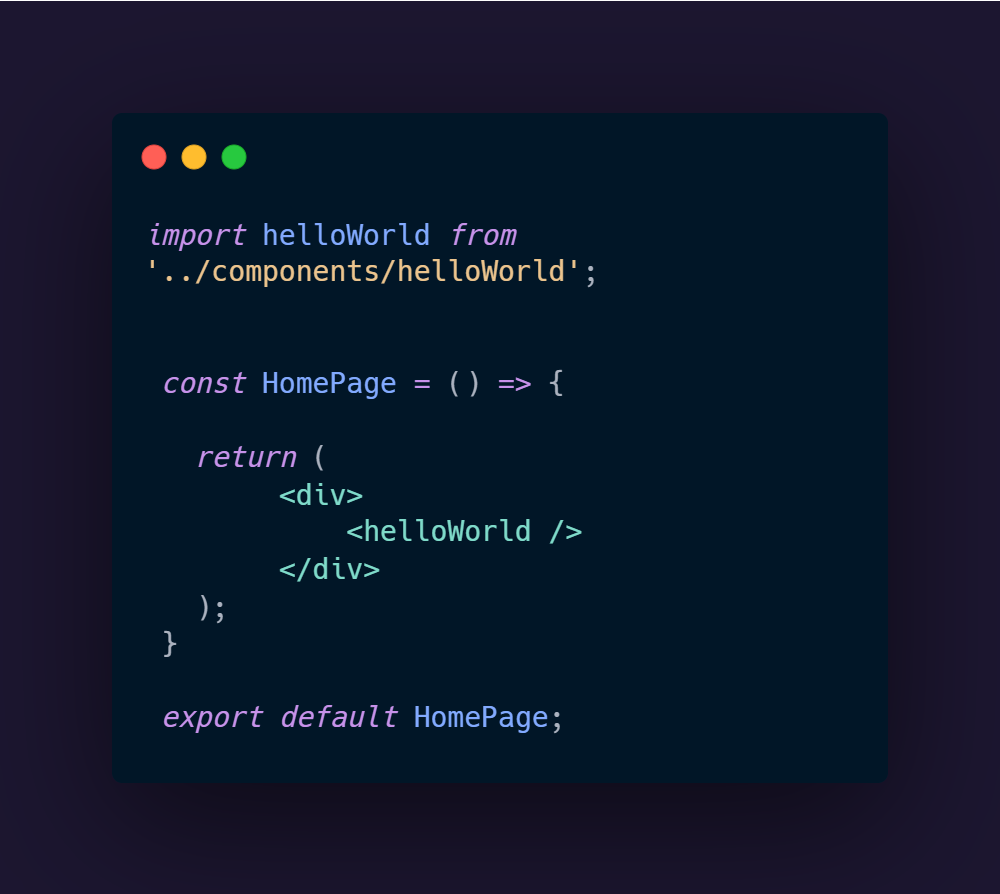 import helloWorld from
'../components/helloWorld';
const HomePage = () => {
return (
<div>
<helloWorld />
</div>
);
}
export default HomePage;